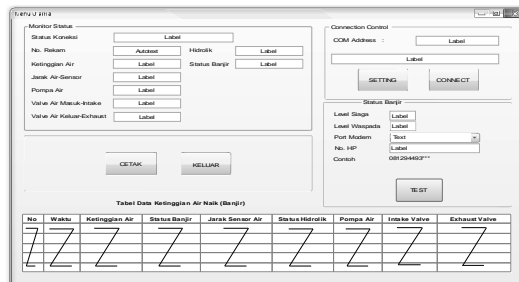 Menu Utama
Monitor Status
Status Koneksi Label
No. Rekam Autotext Hidrolik Label
Ketinggian Air Label Status Banjir Label
Jarak Air-Sensor Label
Pompa Air Label
Valve Air Masuk-Intake Label
Valve Air Keluar-Exhaust Label
CETAK KELUAR
Connection Control
COM Address : Label
Label
SETTING CONNECT
Status Banjir
Level Siaga Label
Level Waspada Label
Port Modem Text
No. HP Label
Contoh 081294493***
TEST
Tabel Data Ketinggian Air Naik (Banjir)
No Waktu Ketinggian Air Status Banjir Jarak Sensor Air Status Hidrolik Pompa Air Intake Valve Exhaust Valve